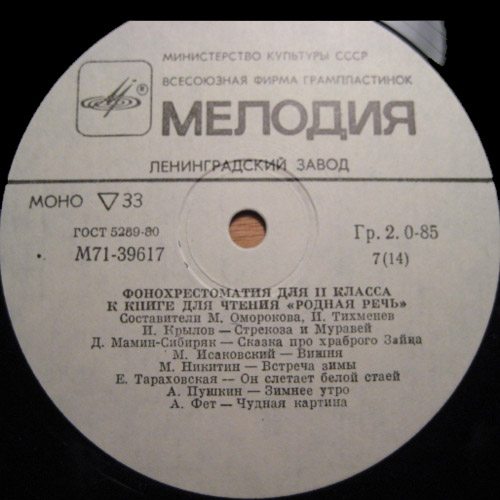 МИНИСТЕРСТВО КУЛЬТУРЫ СССР
ВСЕСОЮЗНАЯ ФИРМА ГРАМПЛАСТИНОК
®
МЕЛОДИЯ
ЛЕНИНГРАДСКИЙ ЗАВОД
МОНО ▽ 33
ГОСТ 5289-80
Гр. 2. 0-85
М71-39617
7(14)
ФОНОХРЕСТОМАТИЯ ДЛЯ II КЛАССА
К КНИГЕ ДЛЯ ЧТЕНИЯ «РОДНАЯ РЕЧЬ»
Составители М. Оморокова, И. Тихменев
И. Крылов — Стрекоза и Муравей
Д. Мамин-Сибиряк — Сказка про храброго Зайца
М. Исаковский — Вишня
М. Никитин — Встреча зимы
Е. Тараховская — Он слетает белой стаей
А. Пушкин — Зимнее утро
А. Фет — Чудная картина